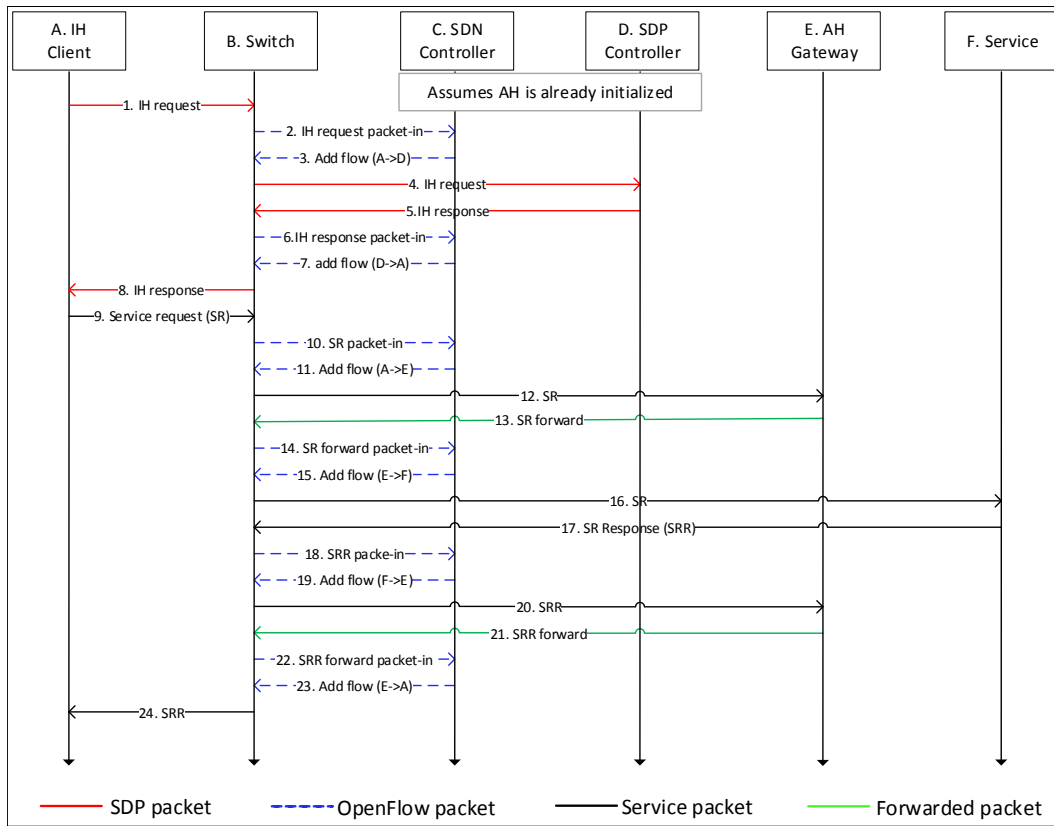 A. IH
Client
B. Switch
C. SDN
Controller
D. SDP
Controller
E. AH
Gateway
F. Service
Assumes AH is already initialized
1. IH request
2. IH request packet-in
3. Add flow (A->D)
4. IH request
5.IH response
6.IH response packet-in
7. add flow (D->A)
8. IH response
9. Service request (SR)
10. SR packet-in
11. Add flow (A->E)
12. SR
13. SR forward
14. SR forward packet-in
15. Add flow (E->F)
16. SR
17. SR Response (SRR)
18. SRR packe-in
19. Add flow (F->E)
20. SRR
21. SRR forward
22. SRR forward packet-in
23. Add flow (E->A)
24. SRR
SDP packet
OpenFlow packet
Service packet
Forwarded packet